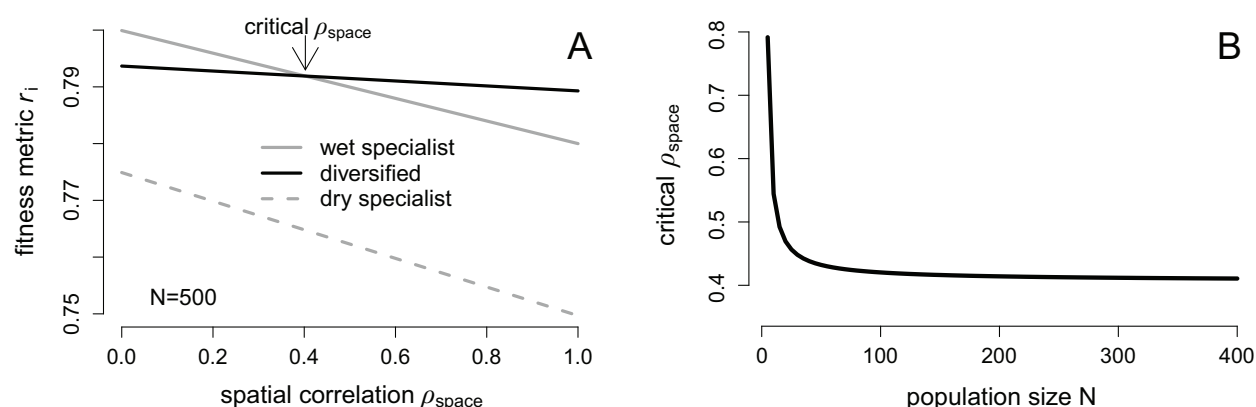 critical ρspace
A
fitness metric ri
0.79
0.77
0.75
wet specialist
diversified
dry specialist
N=500
0.0 0.2 0.4 0.6 0.8 1.0
spatial correlation ρspace
B
critical ρspace
0.8
0.7
0.6
0.5
0.4
0 100 200 300 400
population size N